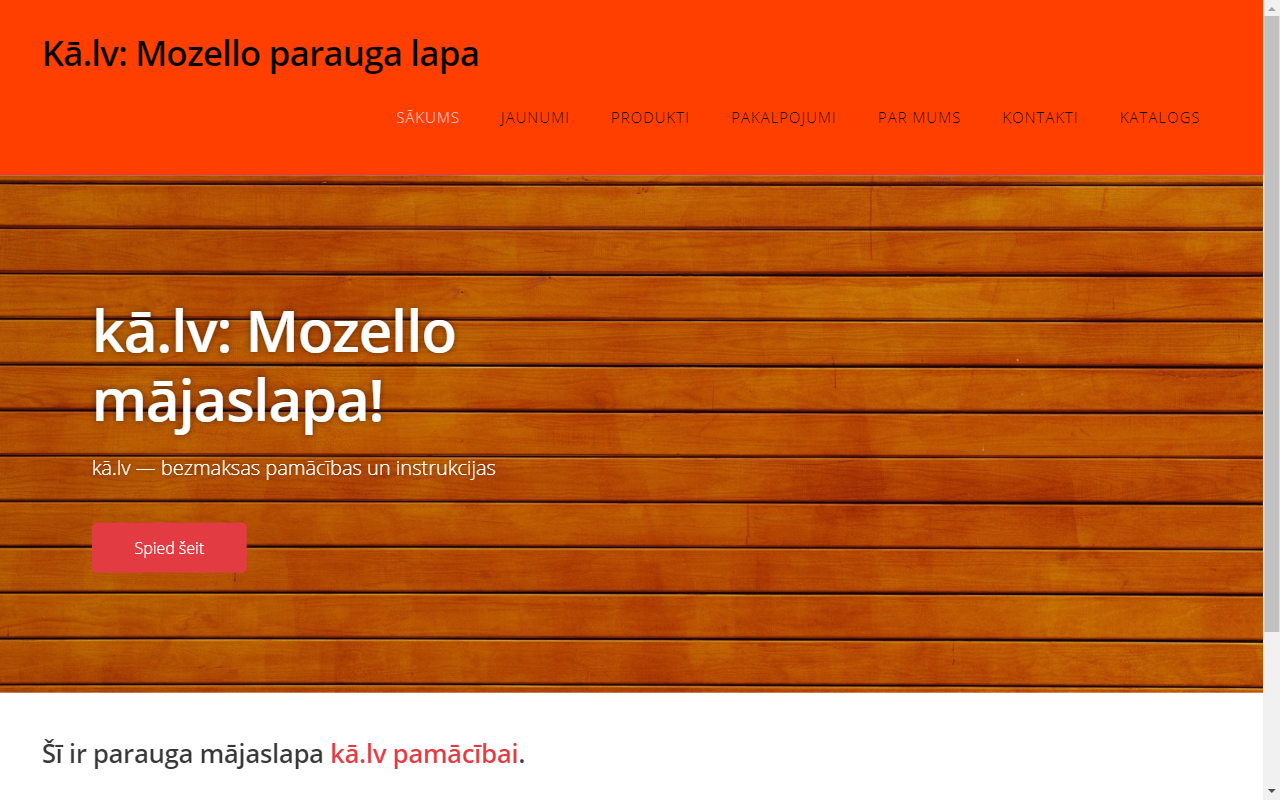 Kā.lv: Mozello parauga lapa
SĀKUMS JAUNUMI PRODUKTI PAKALPOJUMI PAR MUMS KONTAKTI KATALOGS
kā.lv: Mozello
mājaslapa!
kā.lv — bezmaksas pamācības un instrukcijas
Spied šeit
Šī ir parauga mājaslapa kā.lv pamācībai.